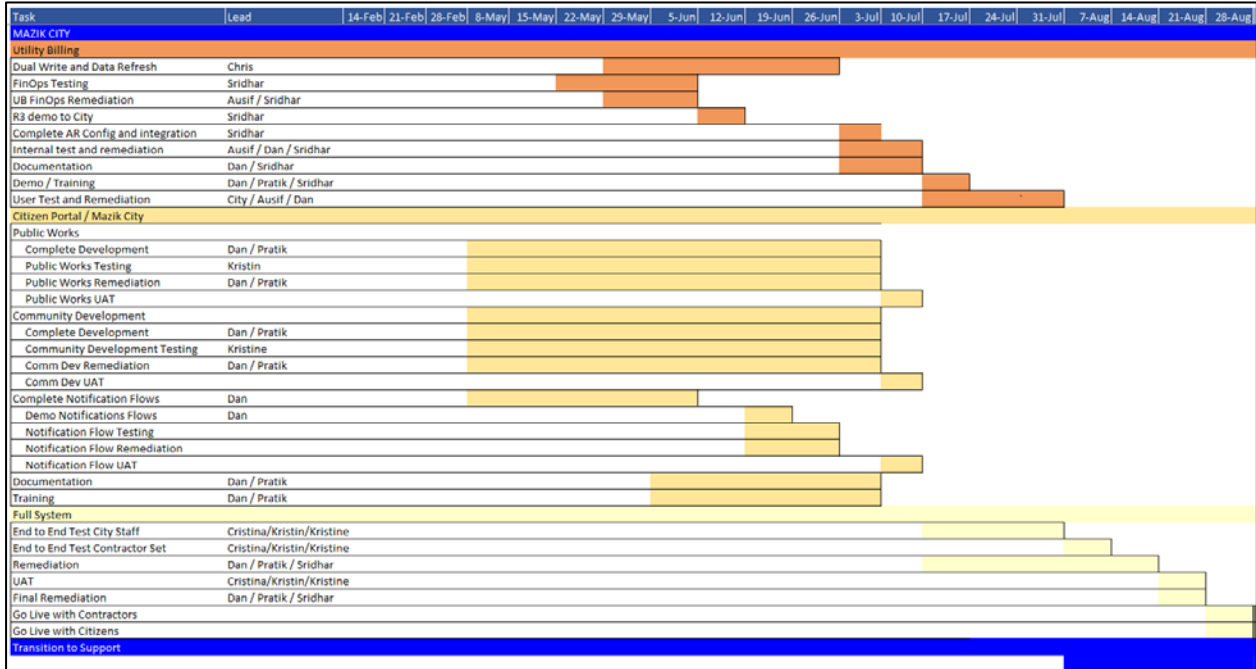 Task Lead 14-Feb 21-Feb 28-Feb 8-May 15-May 22-May 29-May 5-Jun 12-Jun 19-Jun 26-Jun 3-Jul 10-Jul 17-Jul 24-Jul 31-Jul 7-Aug 14-Aug 21-Aug 28-Aug
MAZIK CITY
Utility Billing
Dual Write and Data Refresh Chris
FinOps Testing Sridhar
UB FinOps Remediation Ausif / Sridhar
R3 demo to City Sridhar
Complete AR Config and integration Sridhar
Internal test and remediation Ausif / Dan / Sridhar
Documentation Dan / Sridhar
Demo / Training Dan / Pratik / Sridhar
User Test and Remediation City / Ausif / Dan
Citizen Portal / Mazik City
Public Works
Complete Development Dan / Pratik
Public Works Testing Kristin
Public Works Remediation Dan / Pratik
Public Works UAT
Community Development
Complete Development Dan / Pratik
Community Development Testing Kristine
Comm Dev Remediation Dan / Pratik
Comm Dev UAT
Complete Notification Flows Dan
Demo Notifications Flows Dan
Notification Flow Testing
Notification Flow Remediation
Notification Flow UAT
Documentation Dan / Pratik
Training Dan / Pratik
Full System
End to End Test City Staff Cristina/Kristin/Kristine
End to End Test Contractor Set Cristina/Kristin/Kristine
Remediation Dan / Pratik / Sridhar
UAT Cristina/Kristin/Kristine
Final Remediation Dan / Pratik / Sridhar
Go Live with Contractors
Go Live with Citizens
Transition to Support